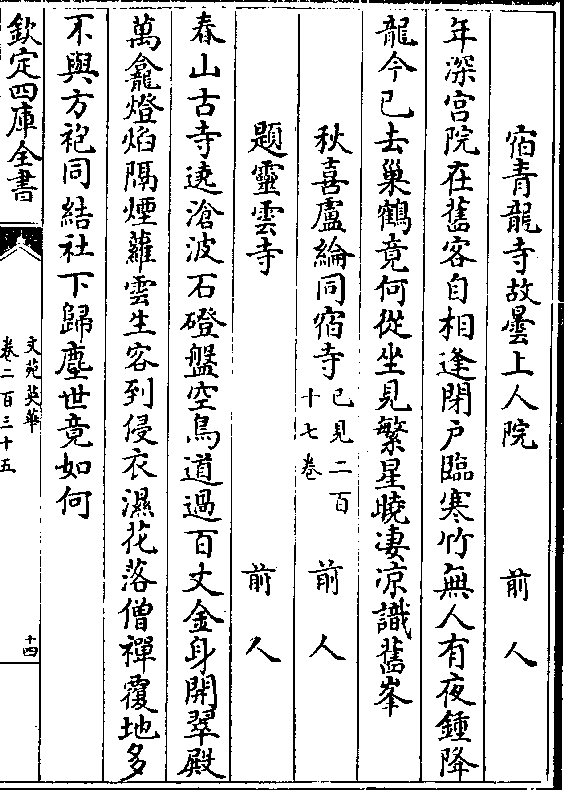 宿青龍寺故曇上人院　前人
年深宮院在舊客自相逢閉户臨寒竹無人有夜鍾降
龍今已去巢鶴竟何從坐見繁星曉凄凉識舊峯
秋喜盧綸同宿寺已見二百十七卷　前人
題靈雲寺　前人
春山古寺遶滄波石磴盤空鳥道過百丈金身開翠殿
萬龕燈焰隔煙蘿雲生客到侵衣濕花落僧禪覆地多
不與方袍同結社下歸塵世竟如何
欽定四庫全書
文苑英華
卷二百三十五
十四